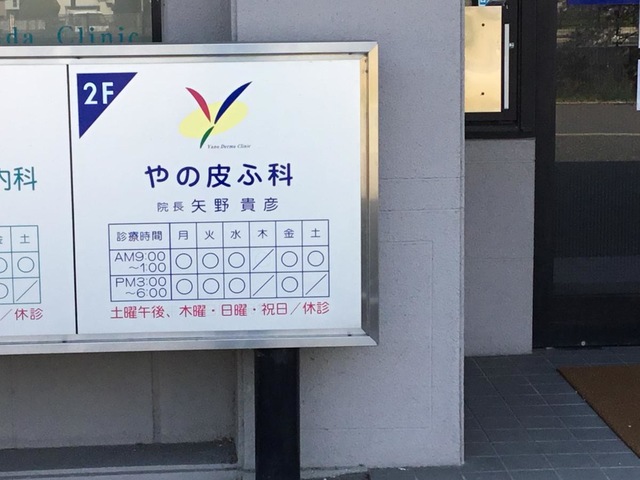 da Clinic
内科
金 土
○ ○
○ ／
／休診
2F
Yano Derma Clinic
やの皮ふ科
院長 矢野 貴彦
診療時間 月 火 水 木 金 土
AM9:00～1:00 ○ ○ ○ ／ ○ ○
PM3:00～6:00 ○ ○ ○ ／ ○ ／
土曜午後、木曜・日曜・祝日／休診